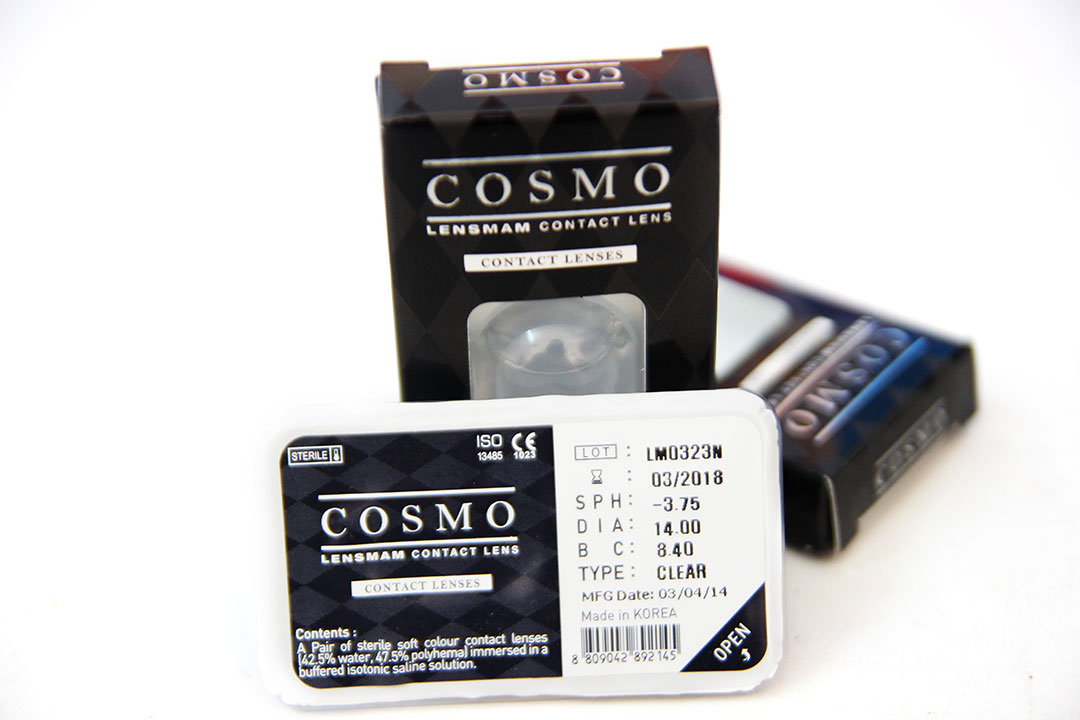 COSMO
COSMO
LENSMAM CONTACT LENS
CONTACT LENSES
COSMO
COSMO
STERILE
ISO
13485
CE
1023
COSMO
LENSMAM CONTACT LENS
CONTACT LENSES
Contents :
A Pair of sterile soft colour contact lenses
(42.5% water, 47.5% polyhema) immersed in a
buffered isotonic saline solution.
LOT : LM0323N
: 03/2018
SPH: -3.75
DIA: 14.00
B C: 8.40
TYPE: CLEAR
MFG Date: 03/04/14
Made in KOREA
8 809042 892145
OPEN